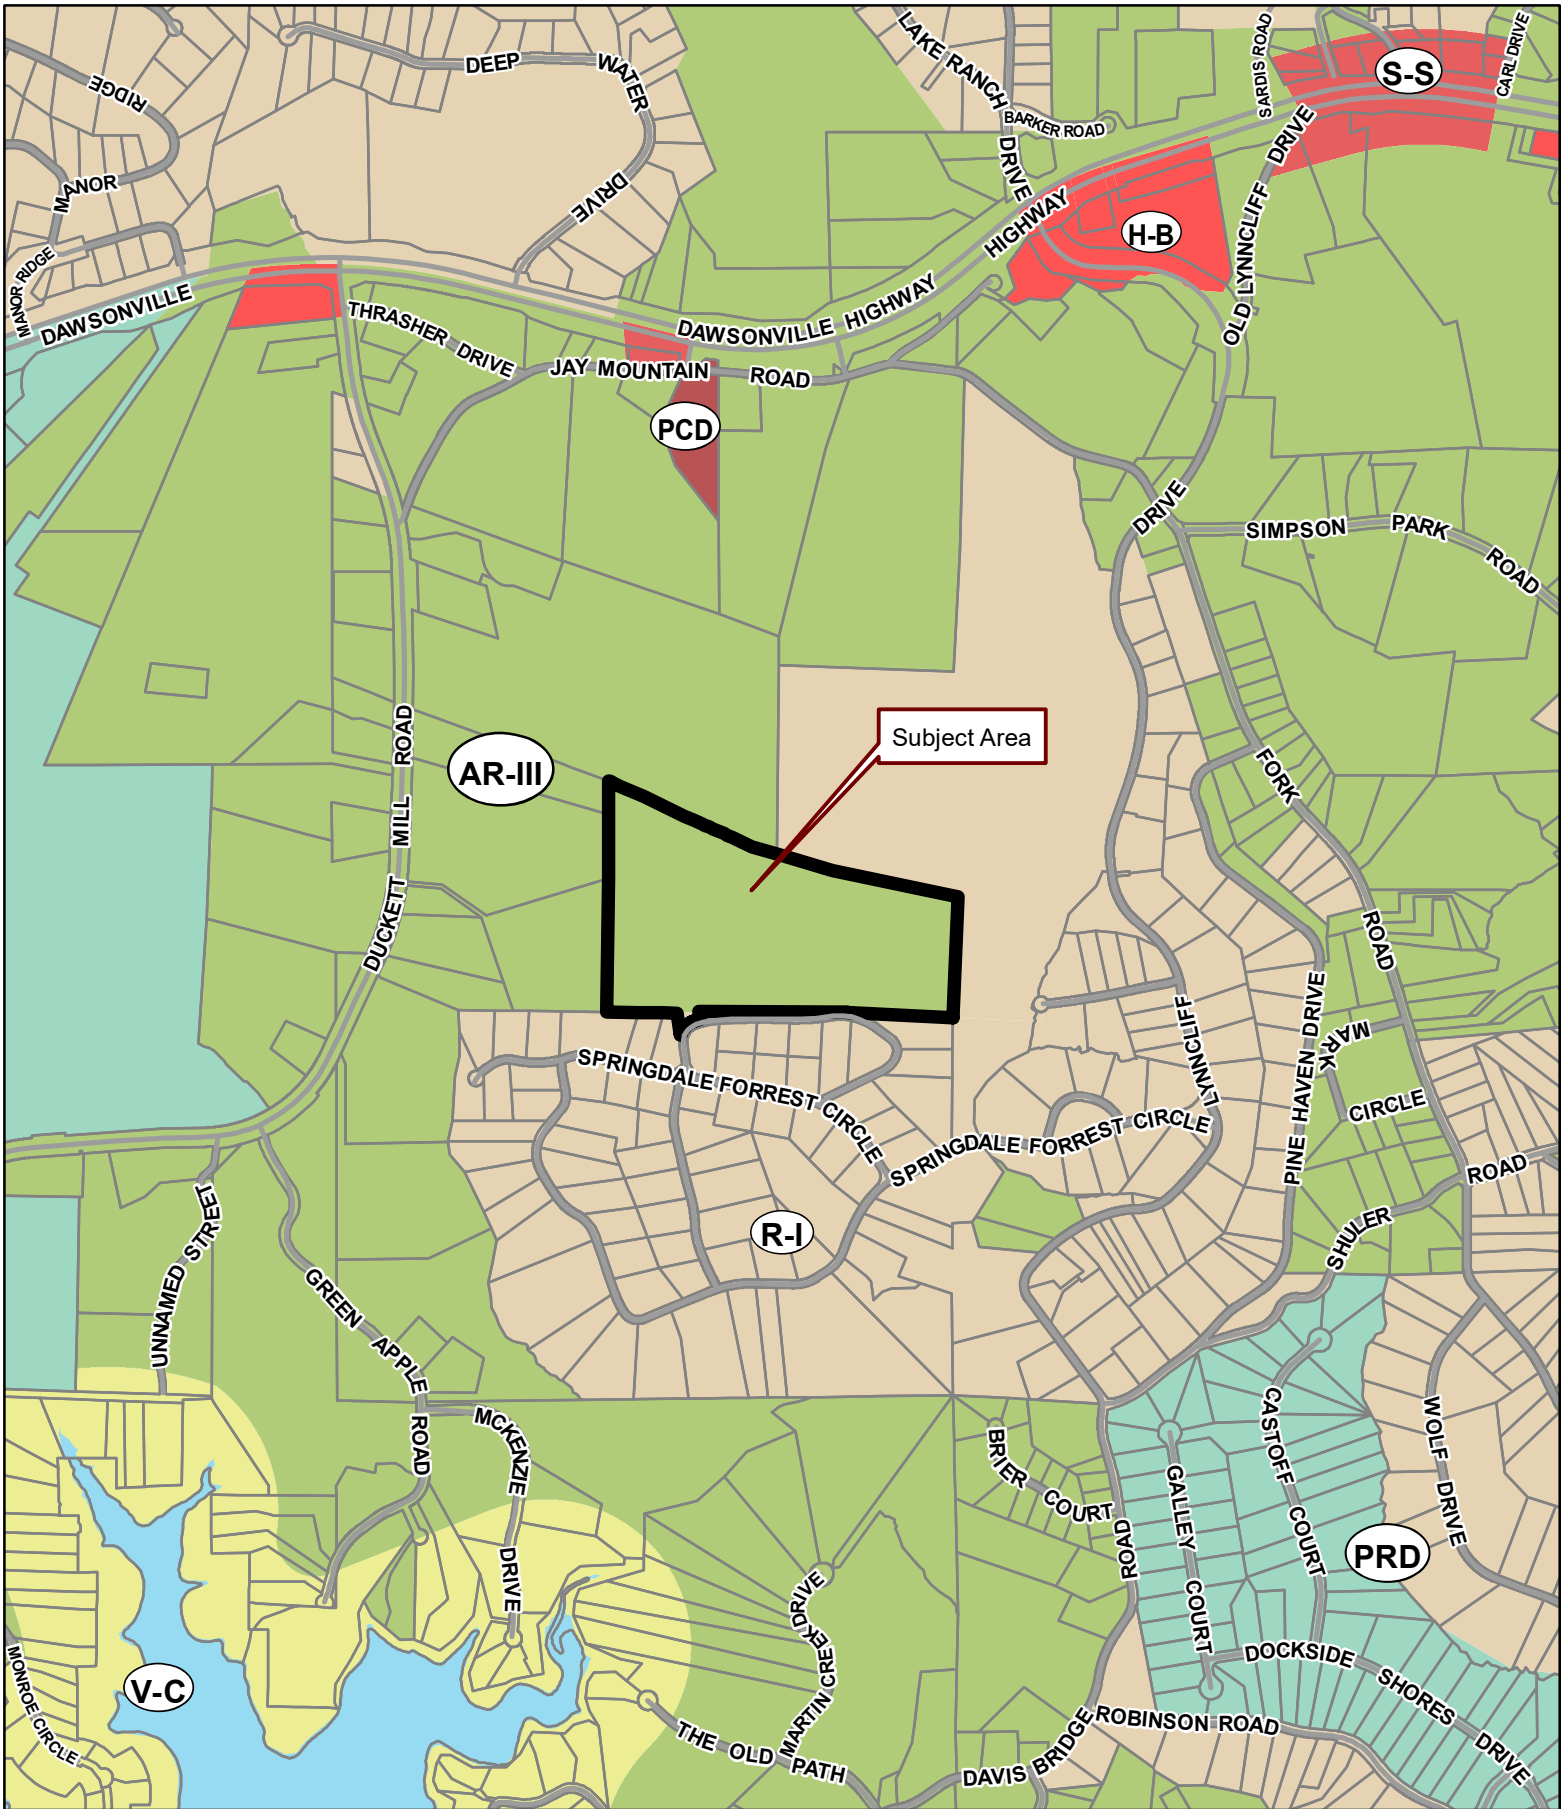 LAKE RANCH
DRIVE
SARDIS ROAD
CARL DRIVE
S-S
DEEP
WATER
DRIVE
RIDGE
MANOR
MANOR RIDGE
BARKER ROAD
OLD LYNNCLIFF DRIVE
H-B
DAWSONVILLE
DAWSONVILLE HIGHWAY
HIGHWAY
THRASHER DRIVE
JAY MOUNTAIN ROAD
PCD
DRIVE
SIMPSON PARK ROAD
DUCKETT MILL ROAD
AR-III
Subject Area
FORK
ROAD
LYNNCLIFF
PINE HAVEN DRIVE
MARK
MARK
CIRCLE
SPRINGDALE FORREST CIRCLE
SPRINGDALE FORREST CIRCLE
ROAD
SHULER
R-I
UNNAMED STREET
GREEN APPLE
ROAD
MCKENZIE
DRIVE
BRIER COURT
ROAD
GALLEY COURT
CASTOFF COURT
WOLF DRIVE
PRD
DOCKSIDE SHORES DRIVE
ROBINSON ROAD
DAVIS BRIDGE
MARTIN CREEK DRIVE
THE OLD PATH
V-C
MONROE CIRCLE